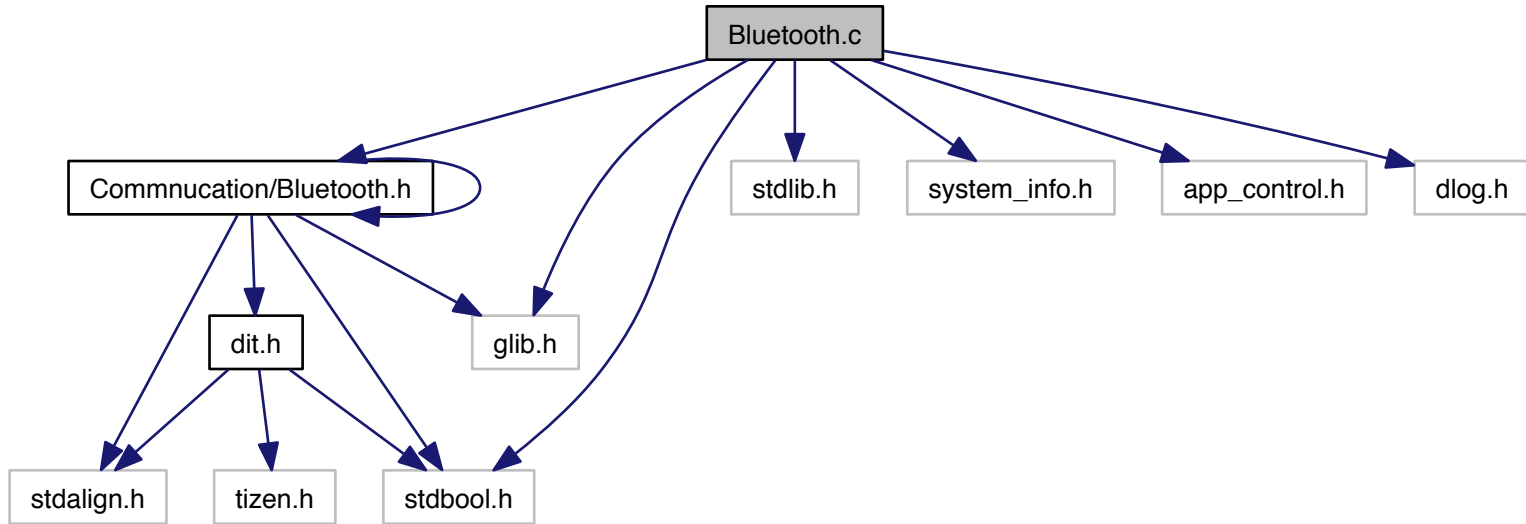 Bluetooth.c
Commnucation/Bluetooth.h
stdlib.h
system_info.h
app_control.h
dlog.h
dit.h
glib.h
stdalign.h
tizen.h
stdbool.h